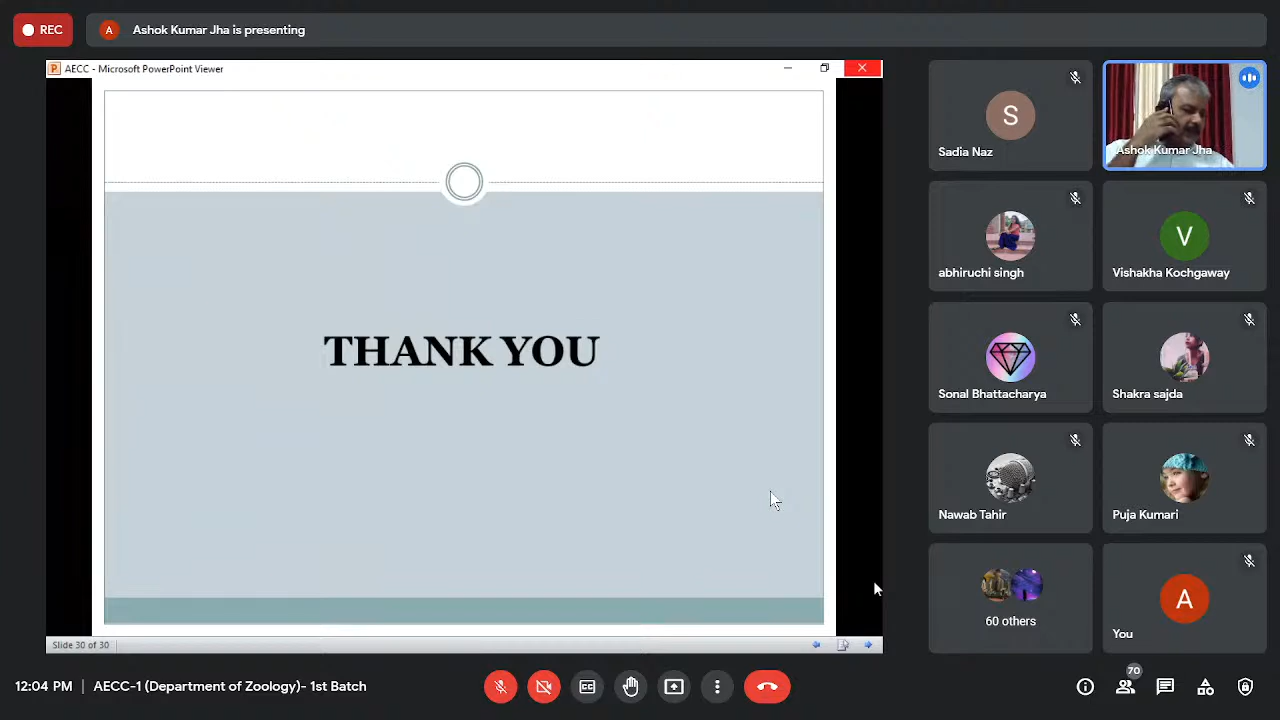 REC
A
Ashok Kumar Jha is presenting
AECC - Microsoft PowerPoint Viewer
THANK YOU
Slide 30 of 30
S
Sadia Naz
Ashok Kumar Jha
abhiruchi singh
V
Vishakha Kochgaway
Sonal Bhattacharya
Shakra sajda
Nawab Tahir
Puja Kumari
60 others
A
You
12:04 PM | AECC-1 (Department of Zoology)- 1st Batch
CC
70